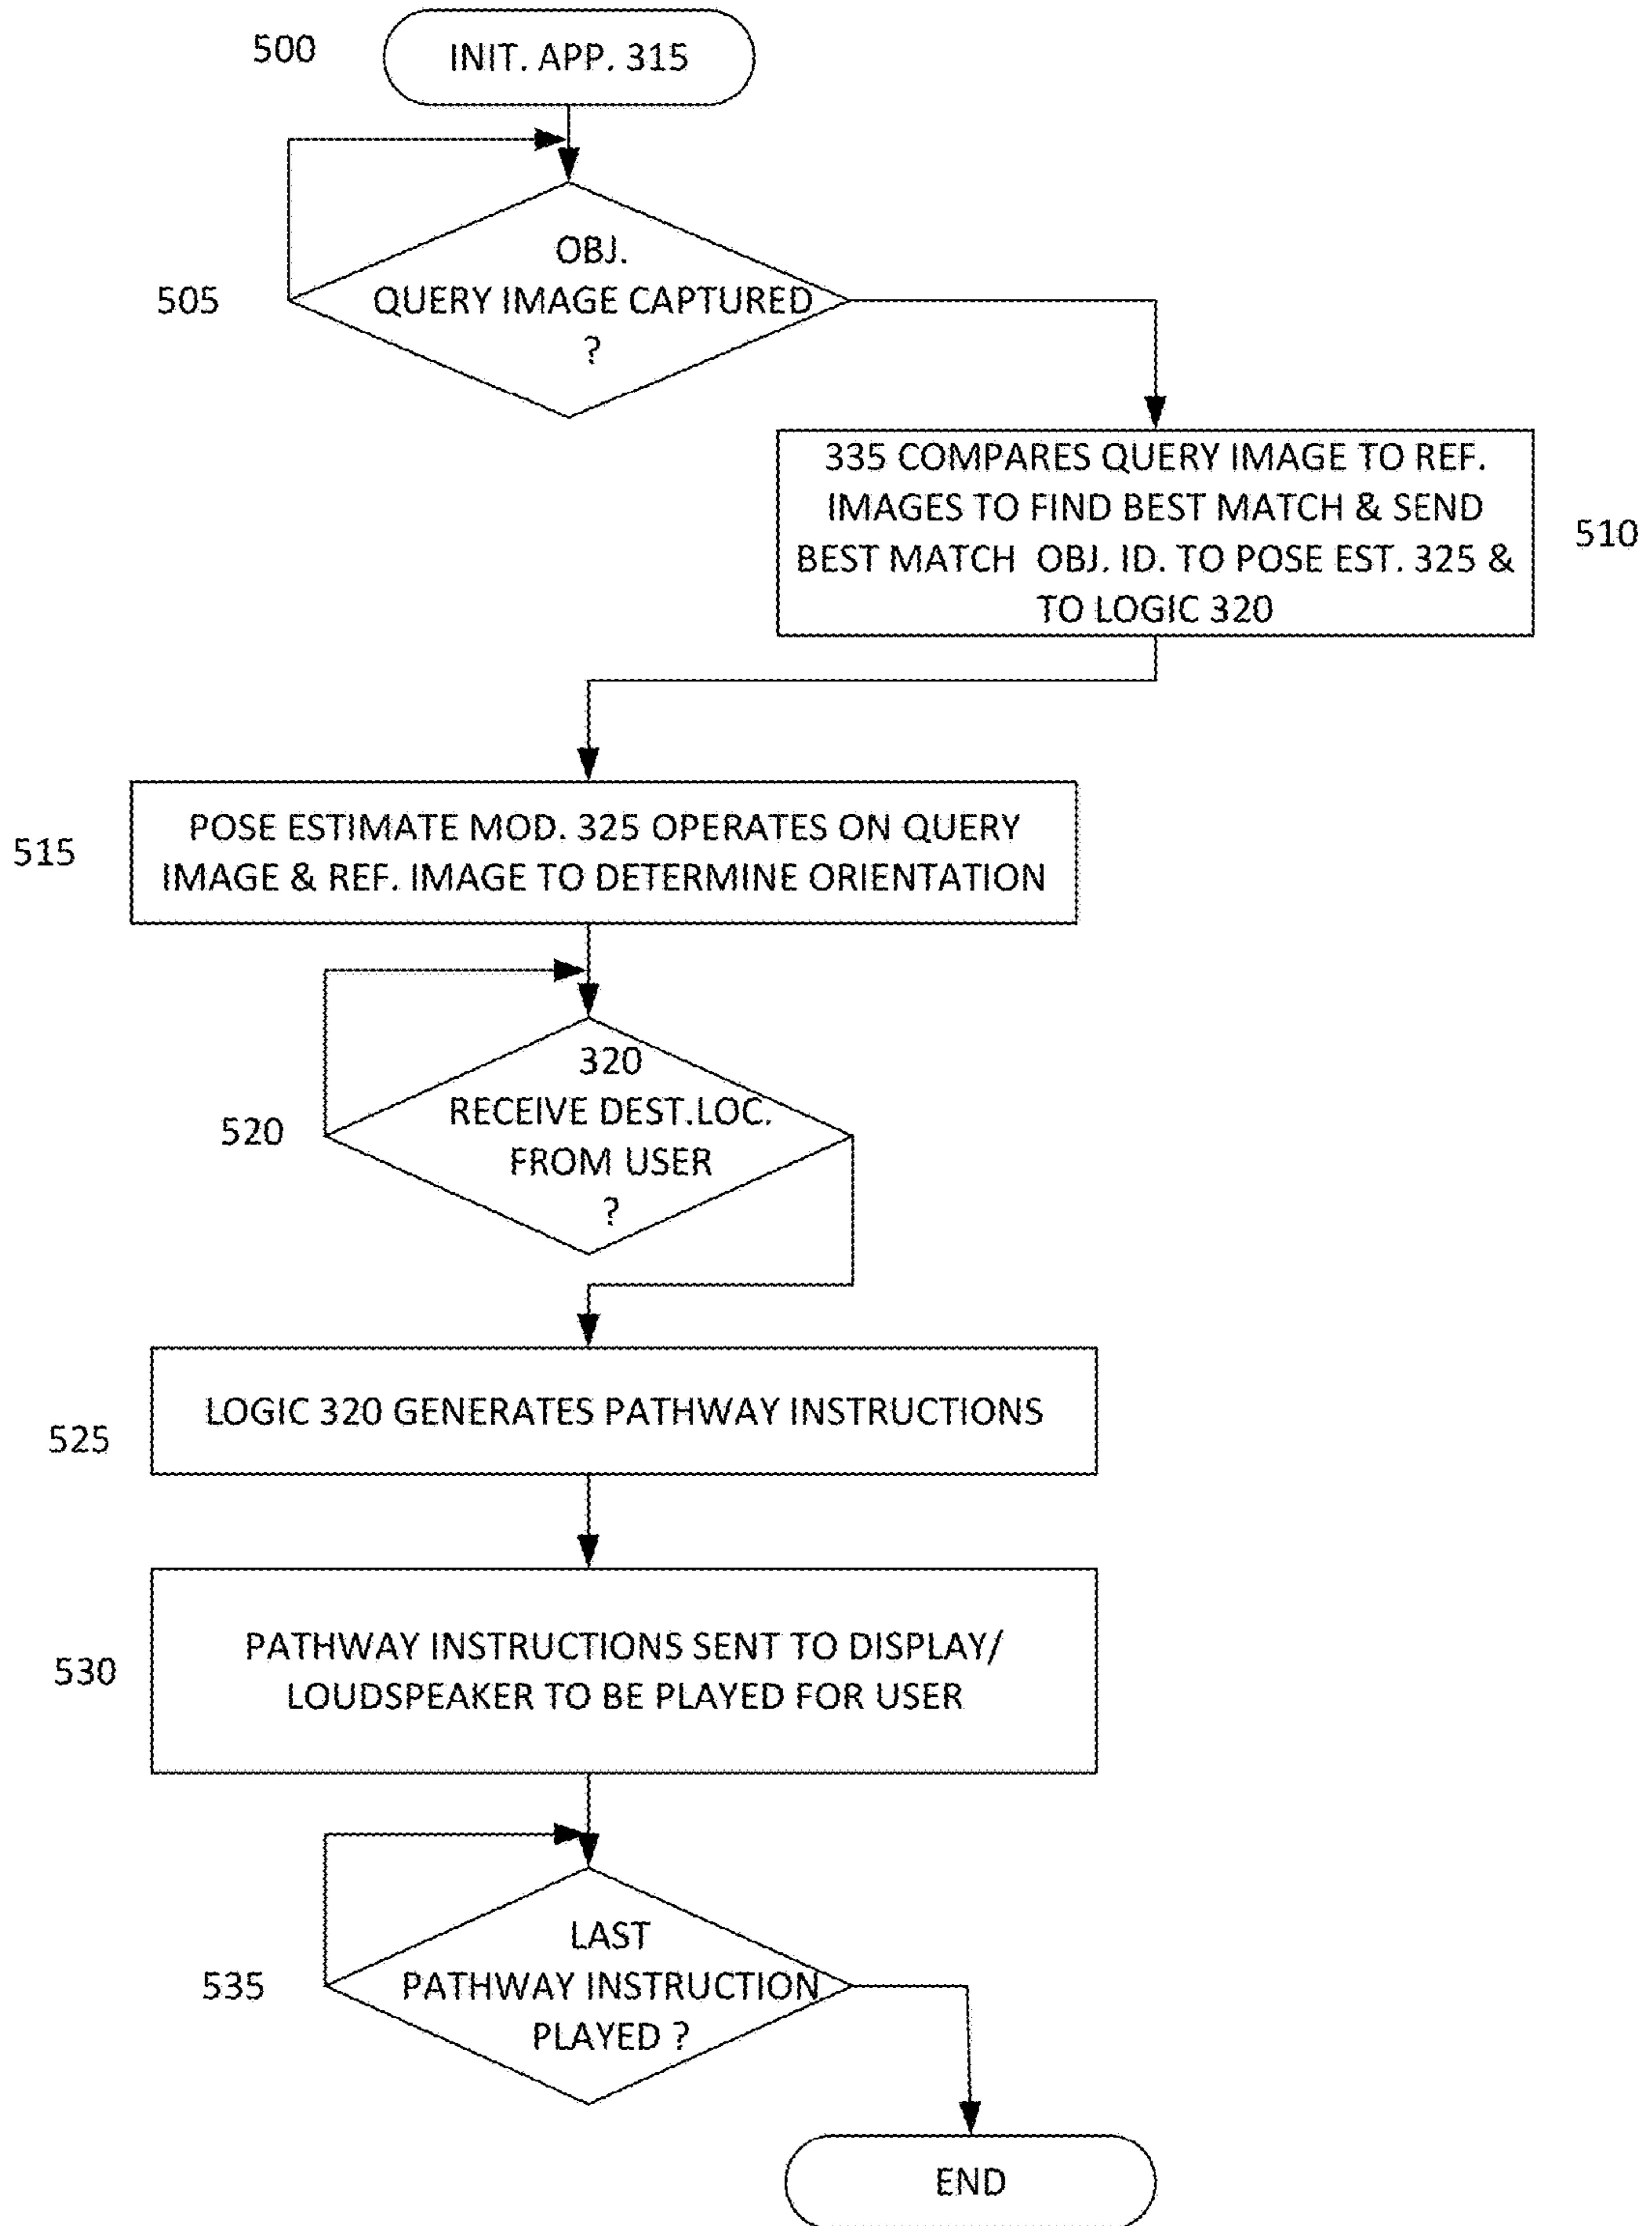 500
INIT. APP. 315
OBJ.
505
QUERY IMAGE CAPTURED
?
335 COMPARES QUERY IMAGE TO REF.
IMAGES TO FIND BEST MATCH & SEND
510
BEST MATCH OBJ. ID. TO POSE EST. 325 &
TO LOGIC 320
POSE ESTIMATE MOD. 325 OPERATES ON QUERY
515
IMAGE & REF. IMAGE TO DETERMINE ORIENTATION
320
RECEIVE DEST.LOC.
520
FROM USER
?
LOGIC 320 GENERATES PATHWAY INSTRUCTIONS
525
PATHWAY INSTRUCTIONS SENT TO DISPLAY/
530
LOUDSPEAKER TO BE PLAYED FOR USER
LAST
535
PATHWAY INSTRUCTION
PLAYED ?
END